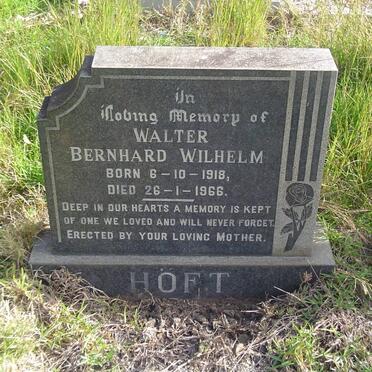 In
Loving Memory of
WALTER
BERNHARD WILHELM
BORN 6-10-1918,
DIED 26-1-1966.
DEEP IN OUR HEARTS A MEMORY IS KEPT
OF ONE WE LOVED AND WILL NEVER FORGET.
ERECTED BY YOUR LOVING MOTHER.
HÖFT